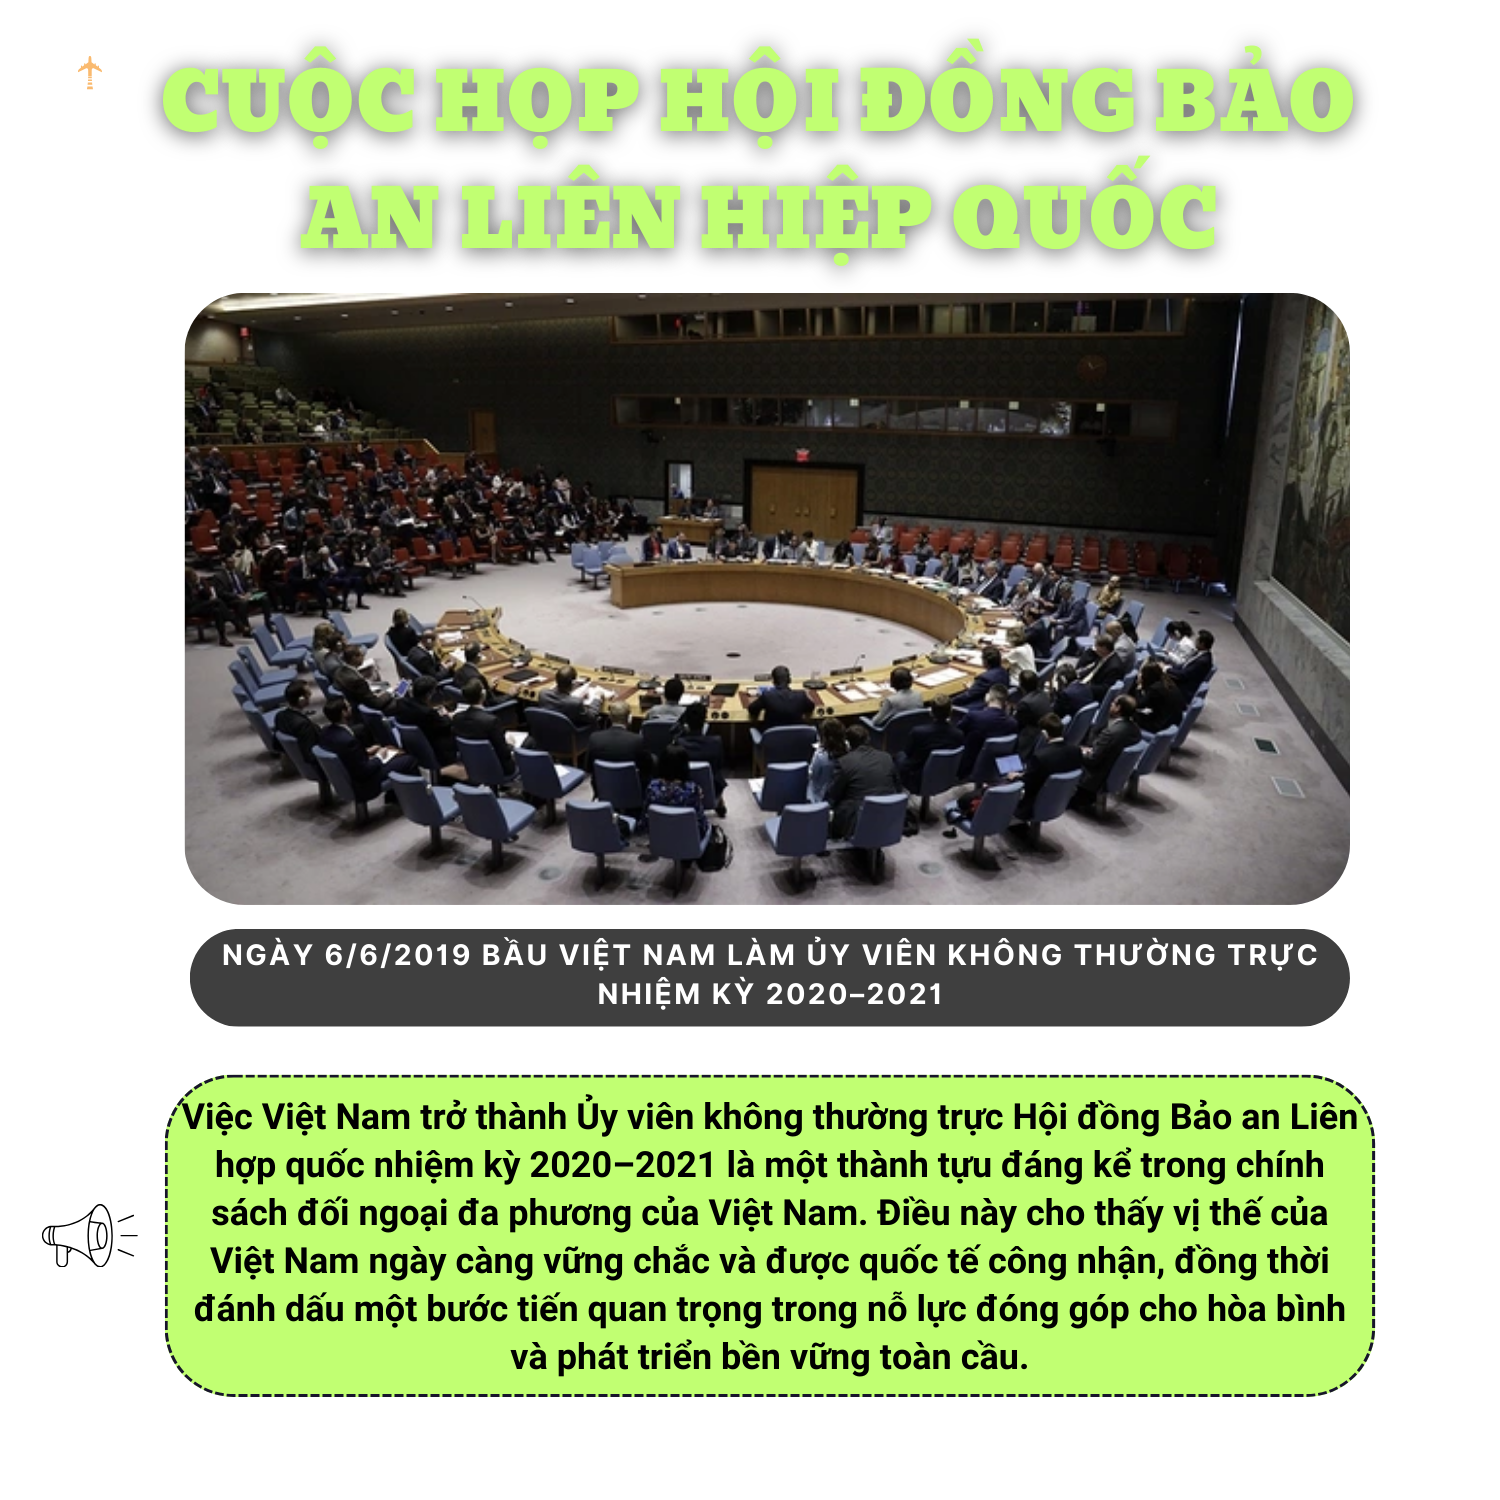 CUỘC HỌP HỘI ĐỒNG BẢO
AN LIÊN HIỆP QUỐC
NGÀY 6/6/2019 BẦU VIỆT NAM LÀM ỦY VIÊN KHÔNG THƯỜNG TRỰC
NHIỆM KỲ 2020–2021
Việc Việt Nam trở thành Ủy viên không thường trực Hội đồng Bảo an Liên
hợp quốc nhiệm kỳ 2020–2021 là một thành tựu đáng kể trong chính
sách đối ngoại đa phương của Việt Nam. Điều này cho thấy vị thế của
Việt Nam ngày càng vững chắc và được quốc tế công nhận, đồng thời
đánh dấu một bước tiến quan trọng trong nỗ lực đóng góp cho hòa bình
và phát triển bền vững toàn cầu.